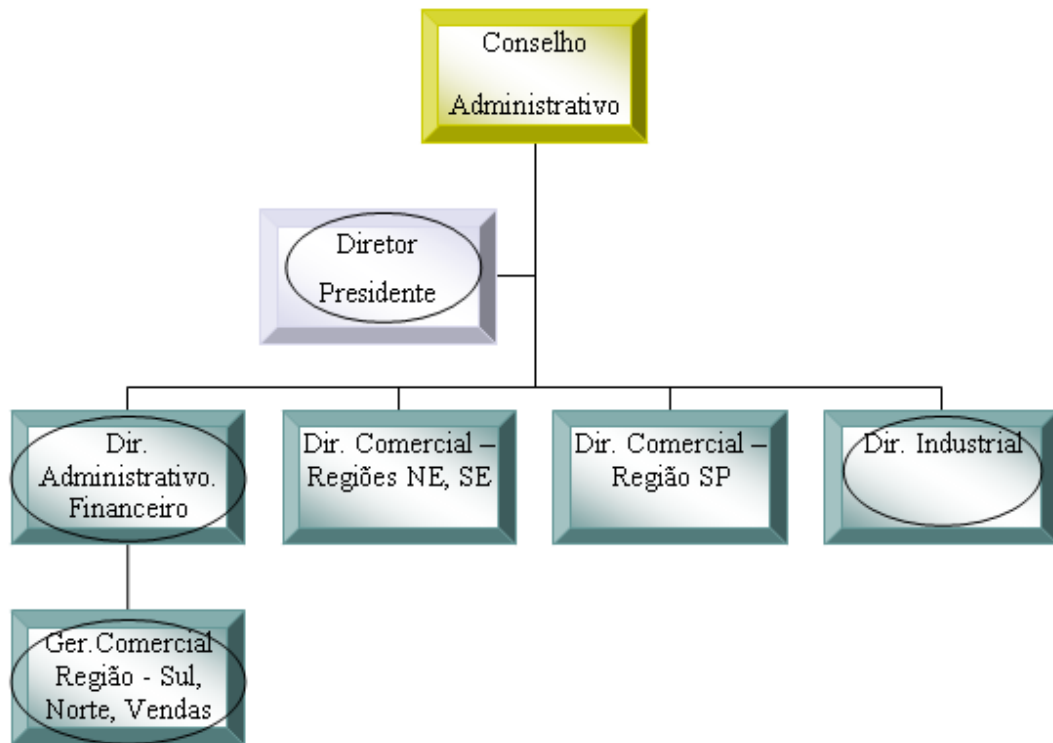 Conselho
Administrativo
Diretor
Presidente
Dir.
Administrativo.
Financeiro
Dir. Comercial –
Regiões NE, SE
Dir. Comercial –
Região SP
Dir. Industrial
Ger.Comercial
Região - Sul,
Norte, Vendas